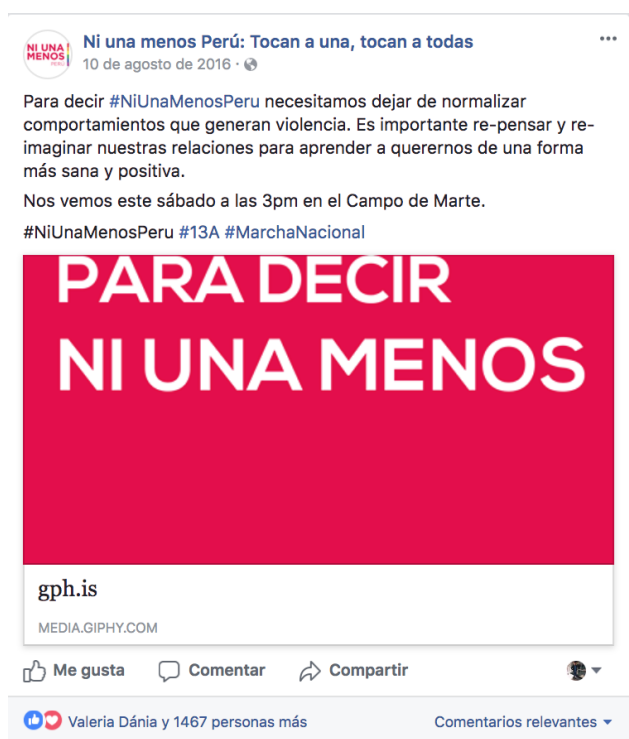 NI UNA
MENOS
PERÚ
Ni una menos Perú: Tocan a una, tocan a todas
10 de agosto de 2016 ·
Para decir #NiUnaMenosPeru necesitamos dejar de normalizar
comportamientos que generan violencia. Es importante re-pensar y re-
imaginar nuestras relaciones para aprender a querernos de una forma
más sana y positiva.
Nos vemos este sábado a las 3pm en el Campo de Marte.
#NiUnaMenosPeru #13A #MarchaNacional
PARA DECIR
NI UNA MENOS
gph.is
MEDIA.GIPHY.COM
Me gusta Comentar Compartir
Valeria Dánia y 1467 personas más Comentarios relevantes